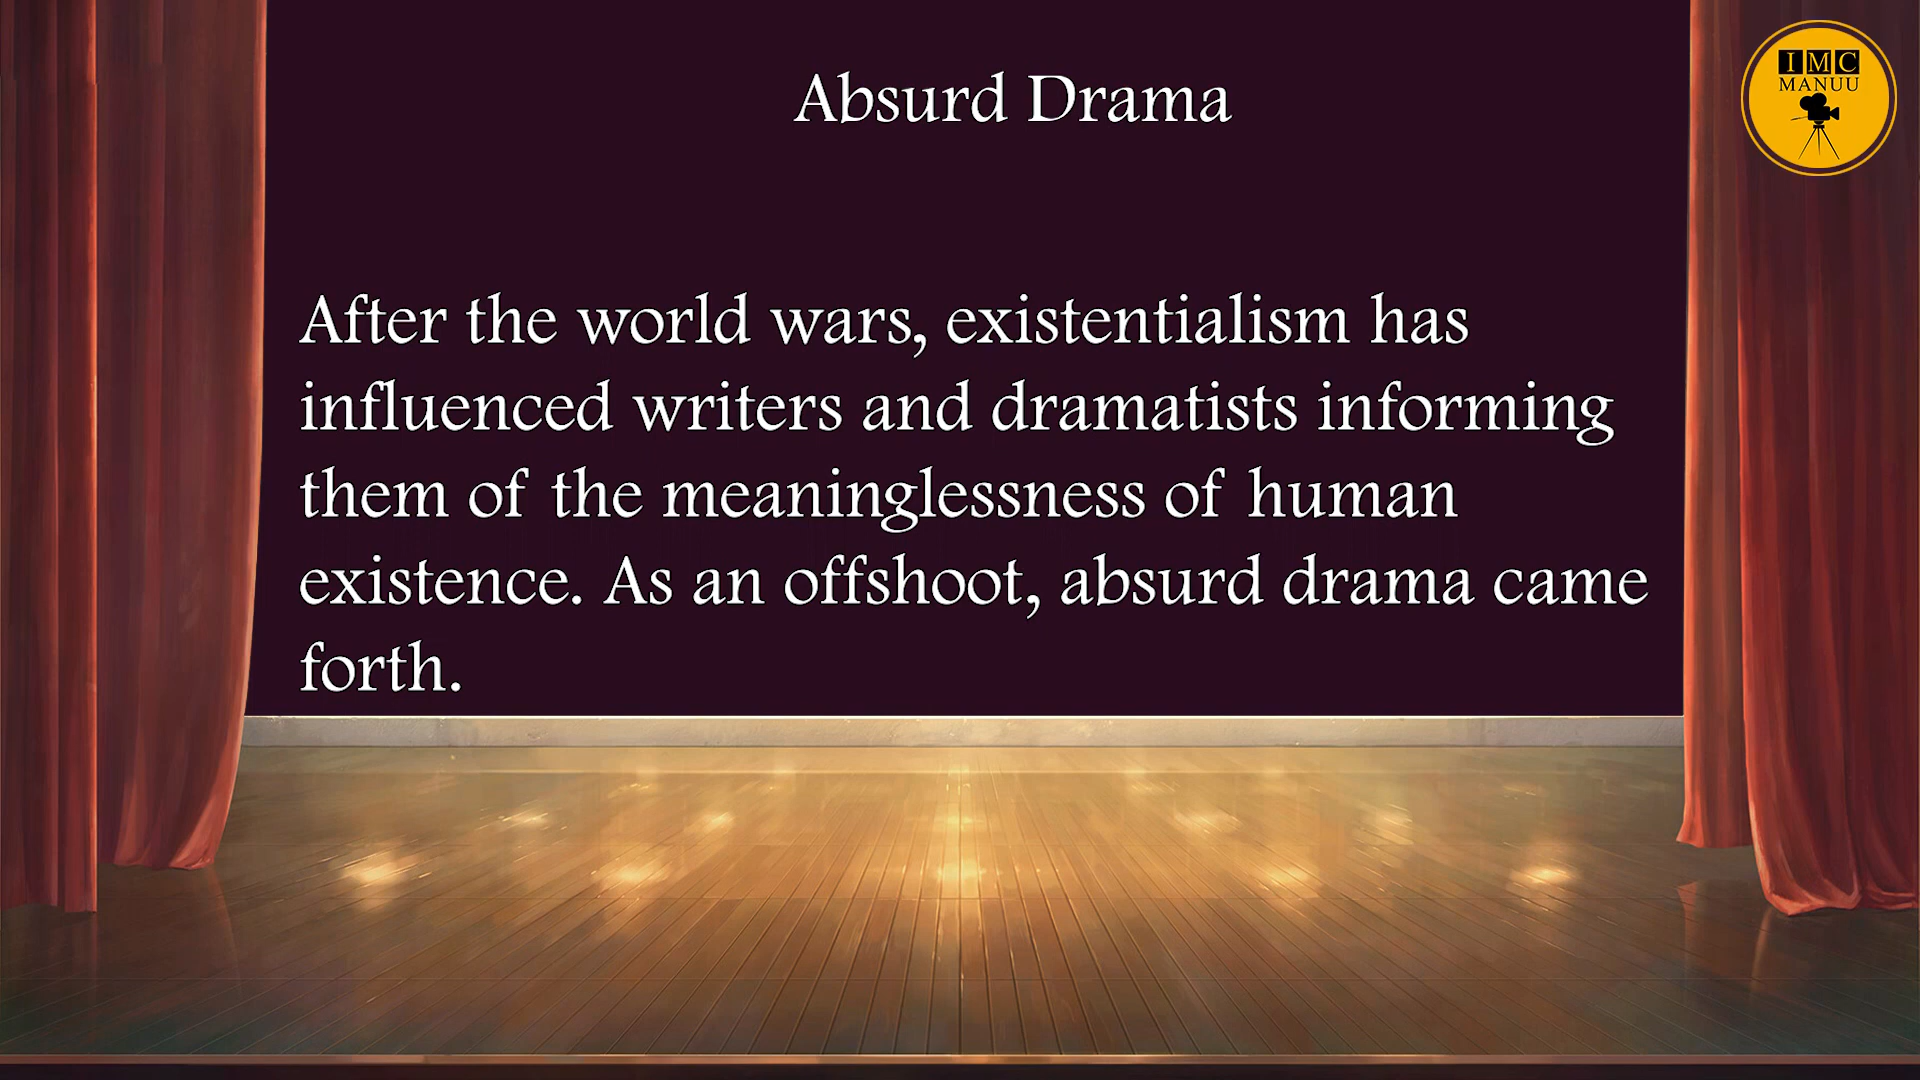 Absurd Drama
IMC
MANUU
After the world wars, existentialism has
influenced writers and dramatists informing
them of the meaninglessness of human
existence. As an offshoot, absurd drama came
forth.